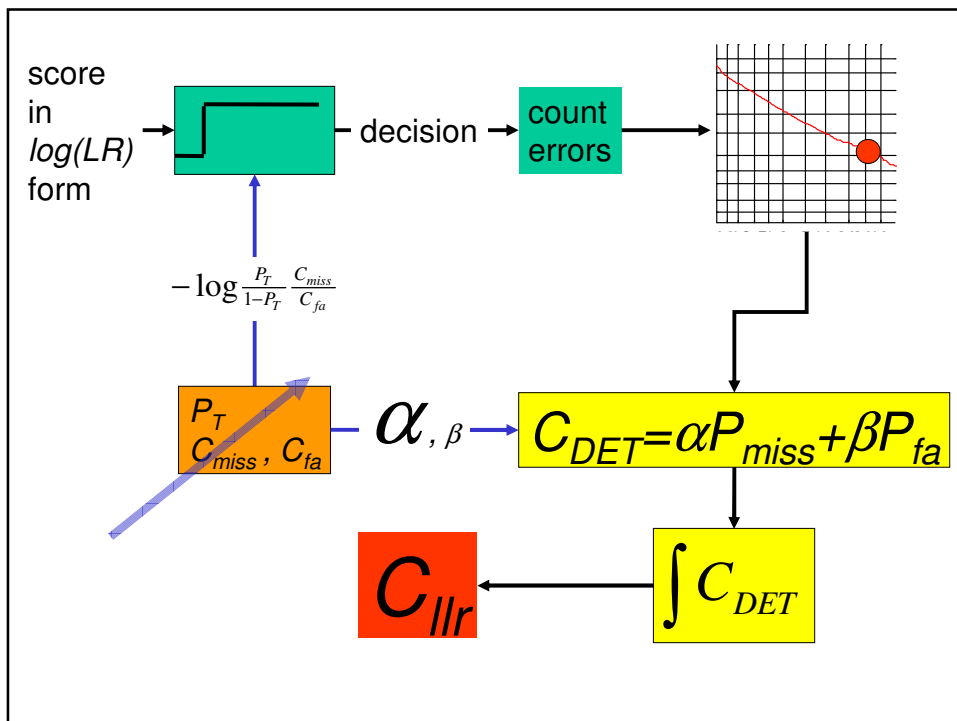 score
in
log(LR)
form
decision
count
errors
− log P_T / 1−P_T C_miss / C_fa
P_T
C_miss , C_fa
α , β
C_DET=αP_miss+βP_fa
∫ C_DET
C_llr